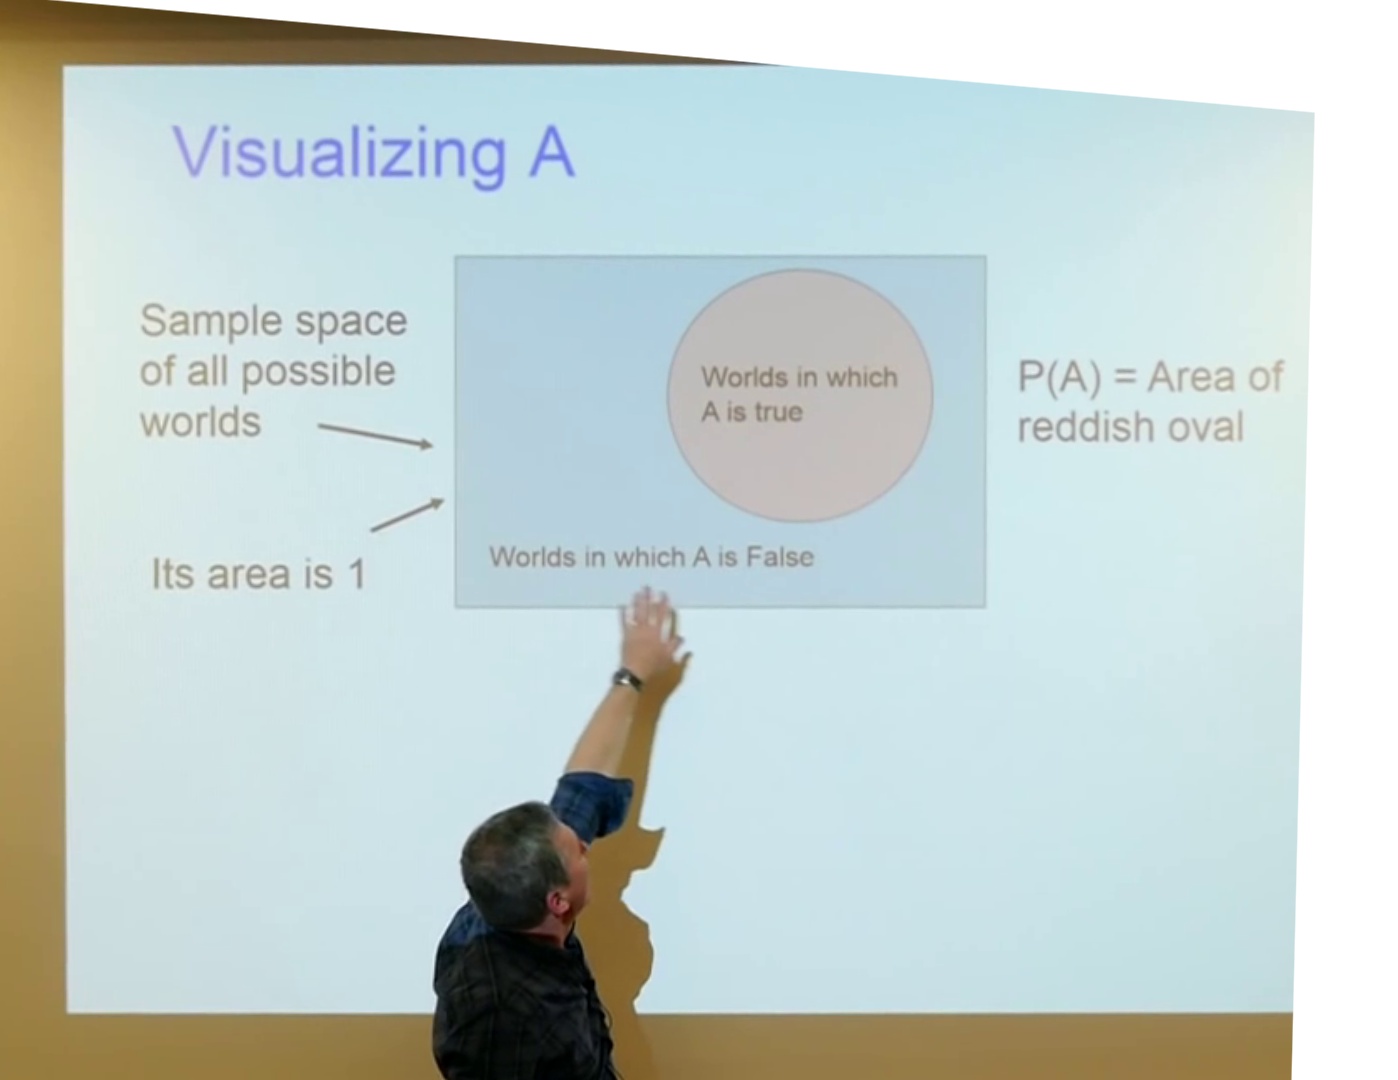 Visualizing A
Sample space
of all possible
worlds
Its area is 1
Worlds in which
A is true
Worlds in which A is False
P(A) = Area of
reddish oval